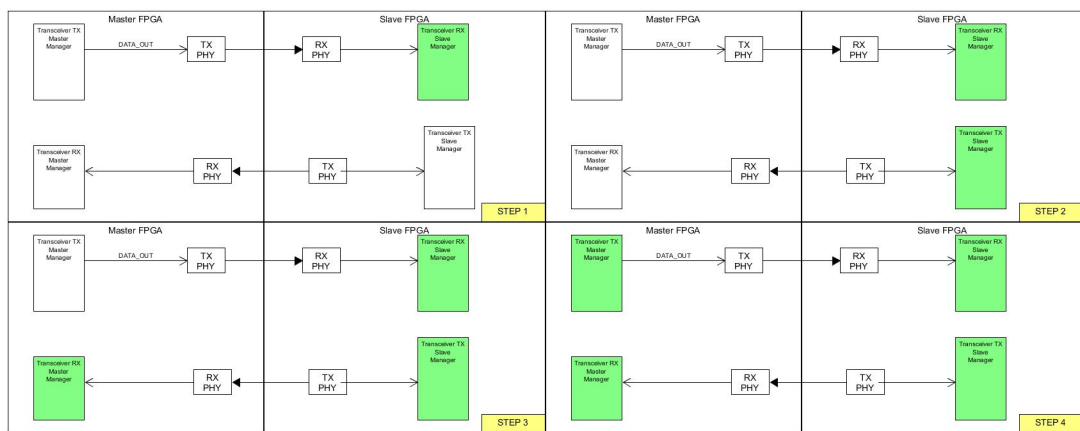 Master FPGA
Slave FPGA
Transceiver TX
Master
Manager
DATA_OUT
TX
PHY
RX
PHY
Transceiver RX
Slave
Manager
Transceiver RX
Master
Manager
RX
PHY
TX
PHY
Transceiver TX
Slave
Manager
STEP 1
Master FPGA
Slave FPGA
Transceiver TX
Master
Manager
DATA_OUT
TX
PHY
RX
PHY
Transceiver RX
Slave
Manager
Transceiver RX
Master
Manager
RX
PHY
TX
PHY
Transceiver TX
Slave
Manager
STEP 2
Master FPGA
Slave FPGA
Transceiver TX
Master
Manager
DATA_OUT
TX
PHY
RX
PHY
Transceiver RX
Slave
Manager
Transceiver RX
Master
Manager
RX
PHY
TX
PHY
Transceiver TX
Slave
Manager
STEP 3
Master FPGA
Slave FPGA
Transceiver TX
Master
Manager
DATA_OUT
TX
PHY
RX
PHY
Transceiver RX
Slave
Manager
Transceiver RX
Master
Manager
RX
PHY
TX
PHY
Transceiver TX
Slave
Manager
STEP 4